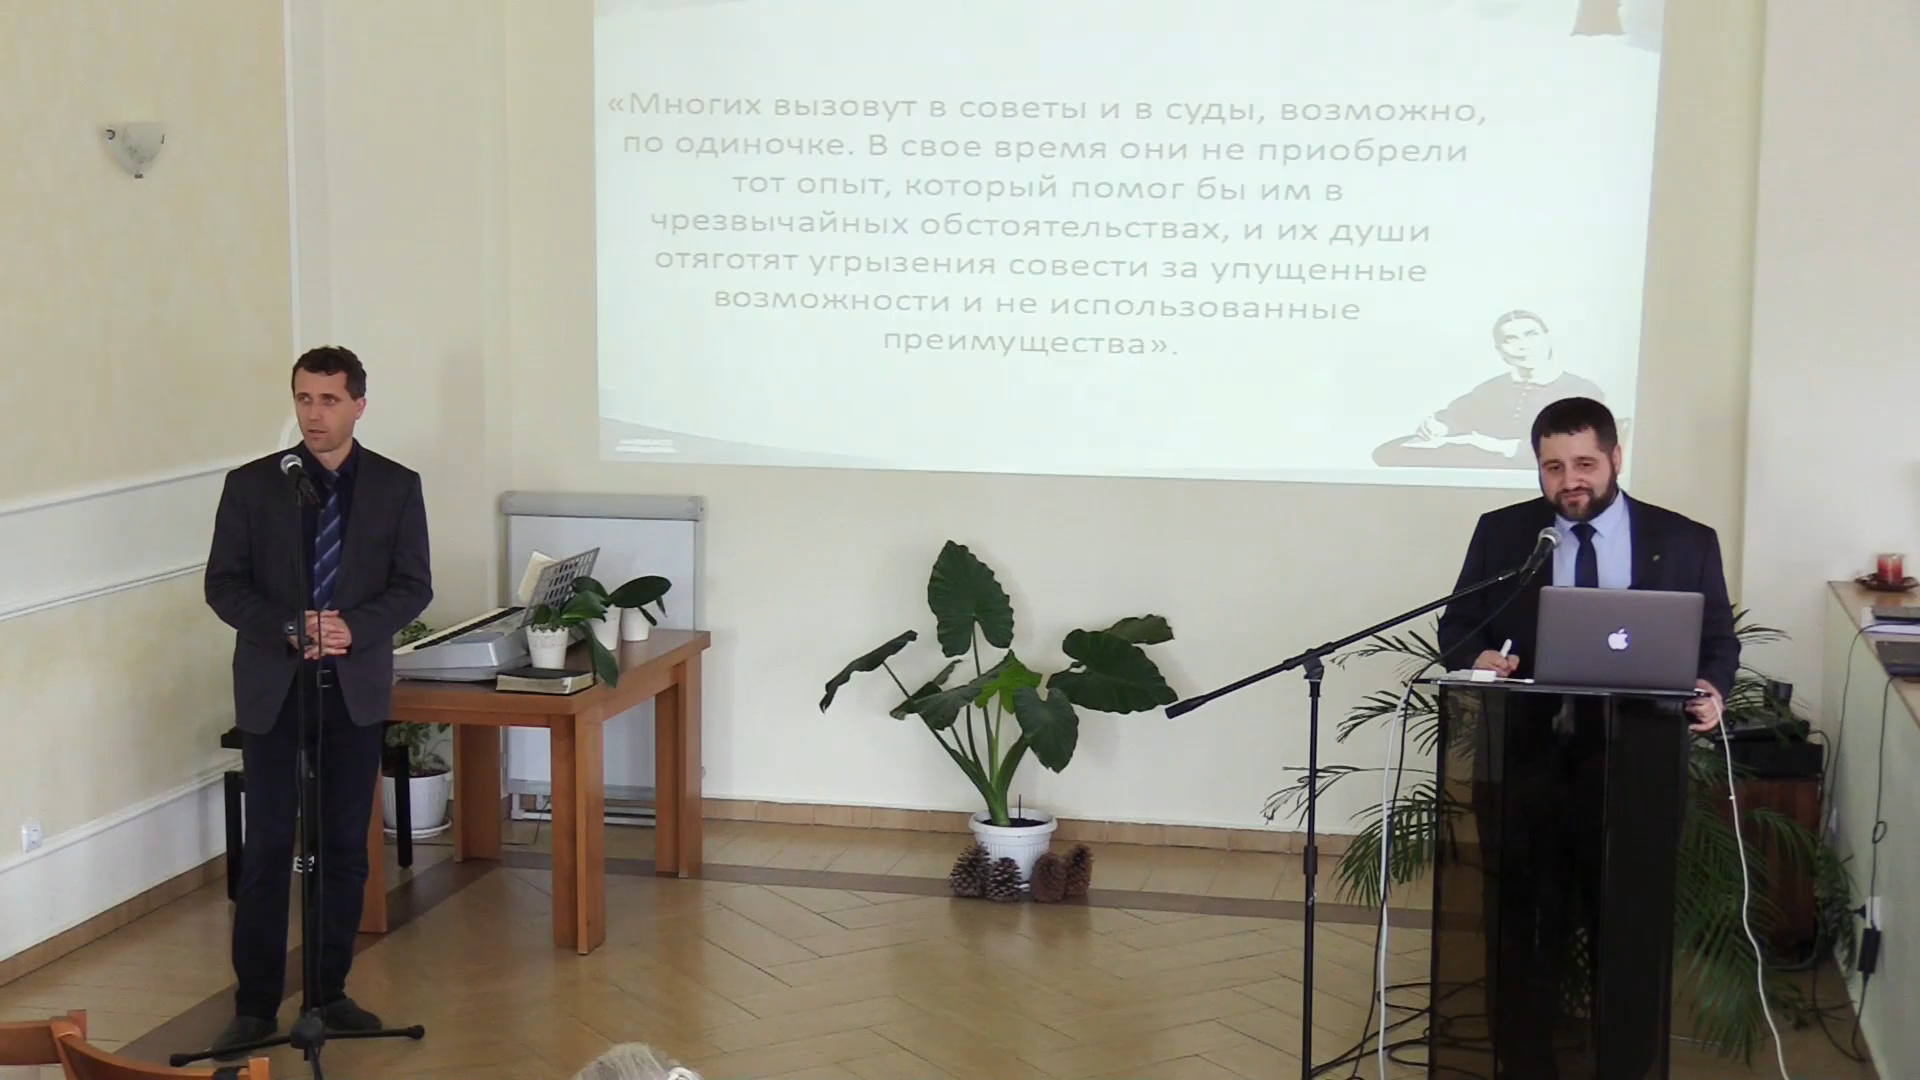 «Многих вызовут в советы и в суды, возможно,
по одиночке. В свое время они не приобрели
тот опыт, который помог бы им в
чрезвычайных обстоятельствах, и их души
отяготят угрызения совести за упущенные
возможности и не использованные
преимущества».